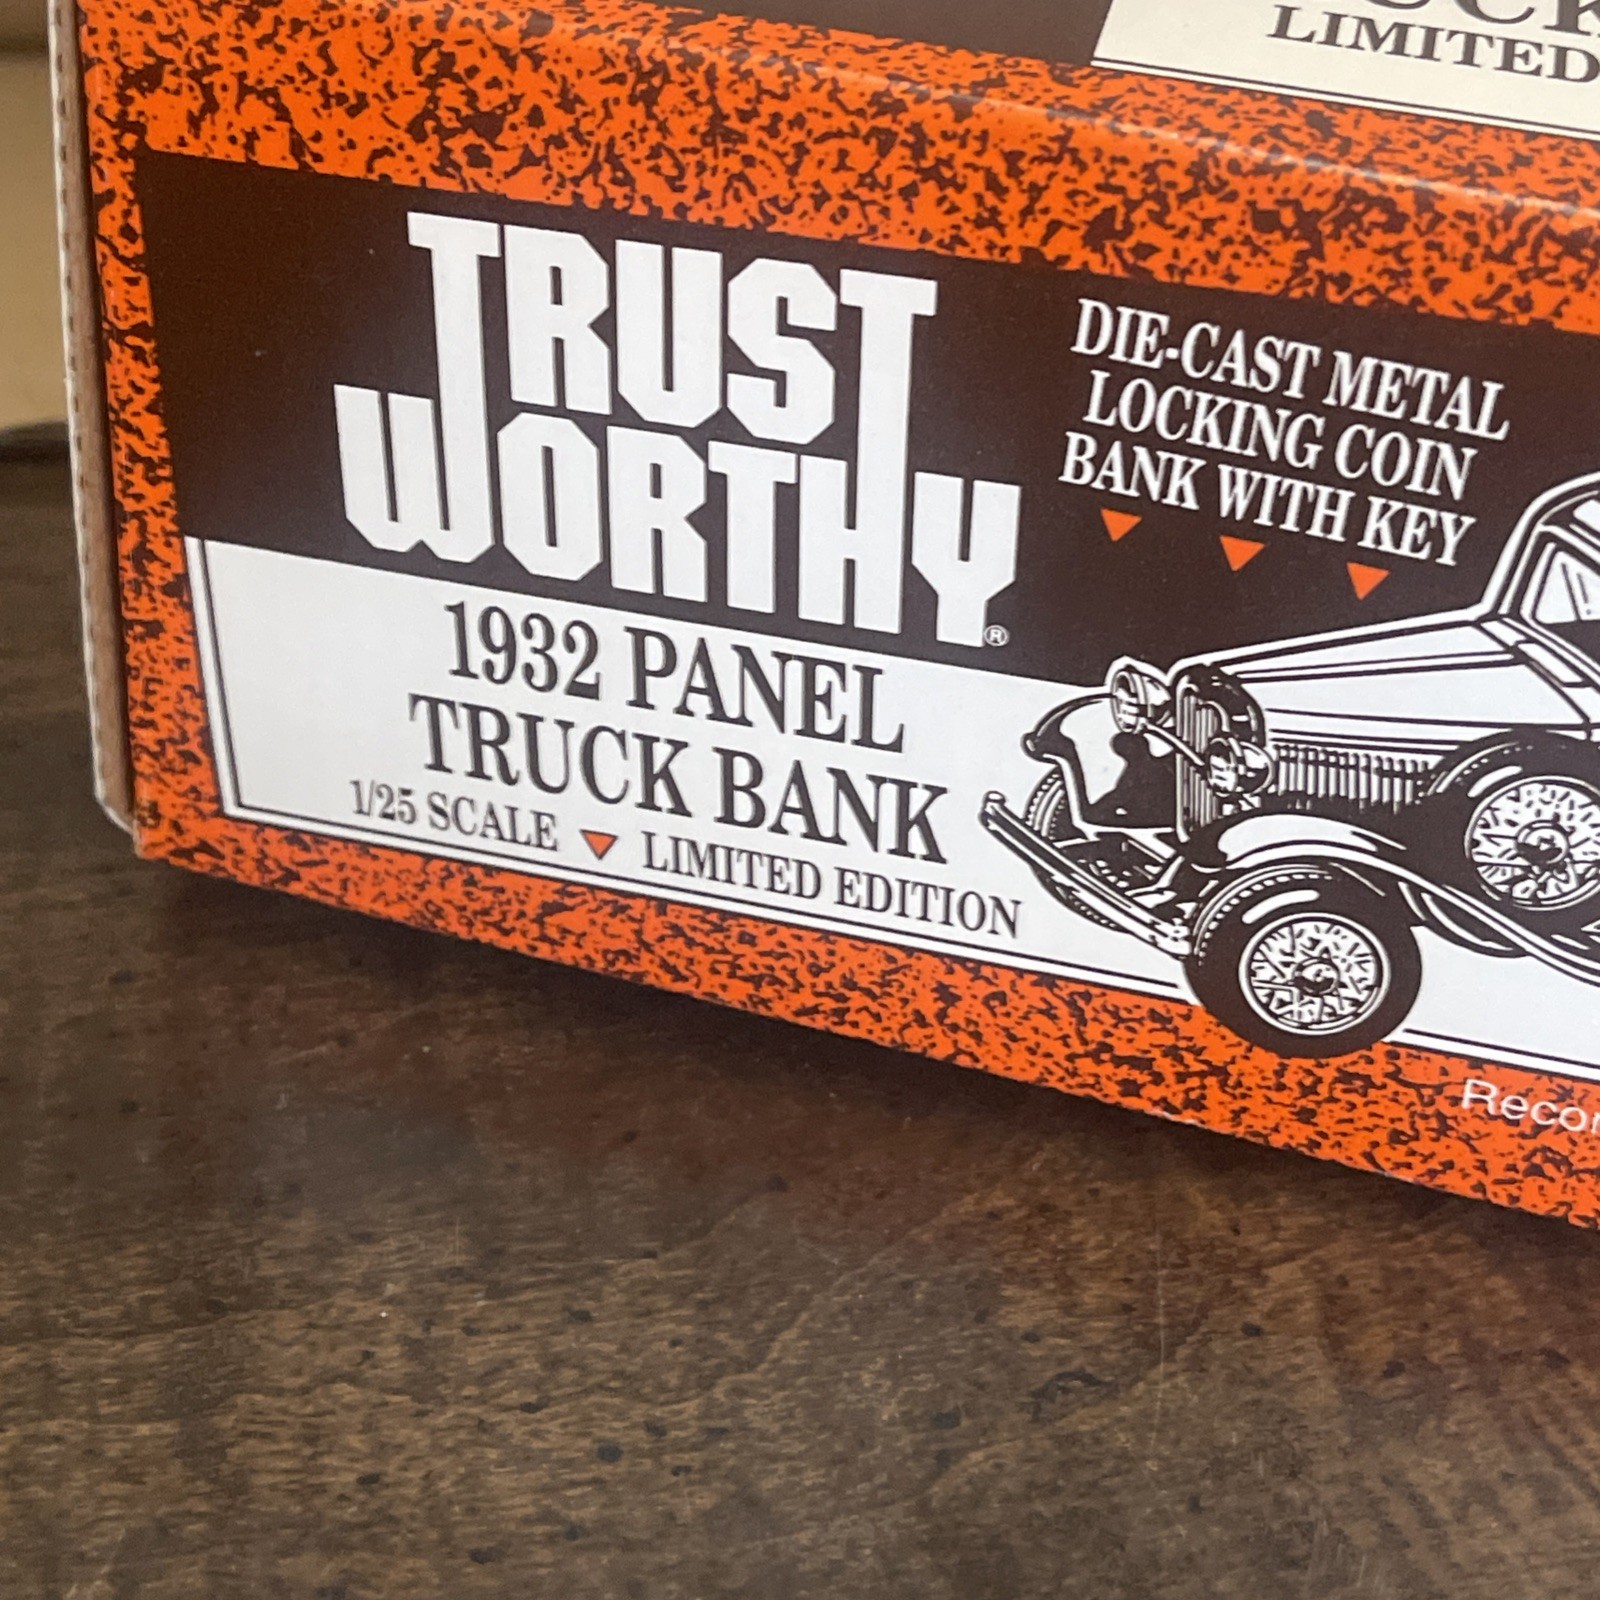 LIMITED
TRUST
WORTHY®
DIE-CAST METAL
LOCKING COIN
BANK WITH KEY
1932 PANEL
TRUCK BANK
1/25 SCALE LIMITED EDITION